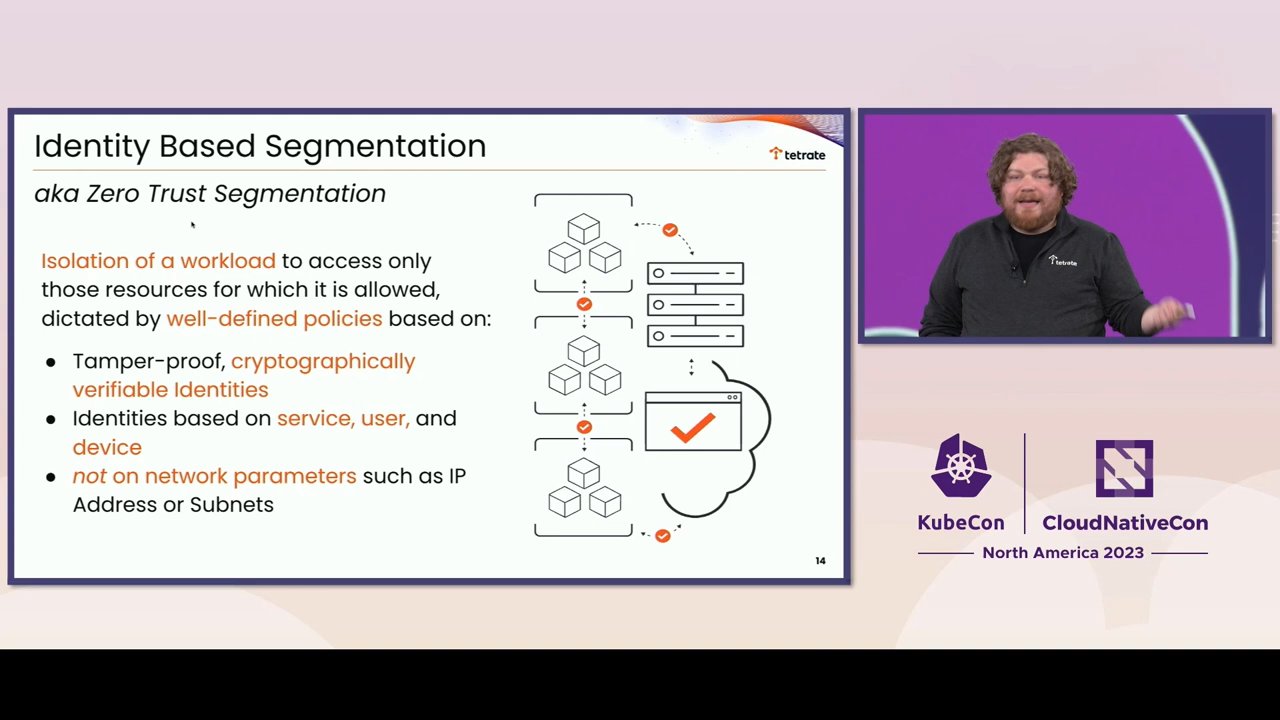 Identity Based Segmentation
tetrate
aka Zero Trust Segmentation
Isolation of a workload to access only
those resources for which it is allowed,
dictated by well-defined policies based on:
● Tamper-proof, cryptographically
verifiable Identities
● Identities based on service, user, and
device
● not on network parameters such as IP
Address or Subnets
14
tetrate
KubeCon
CloudNativeCon
North America 2023